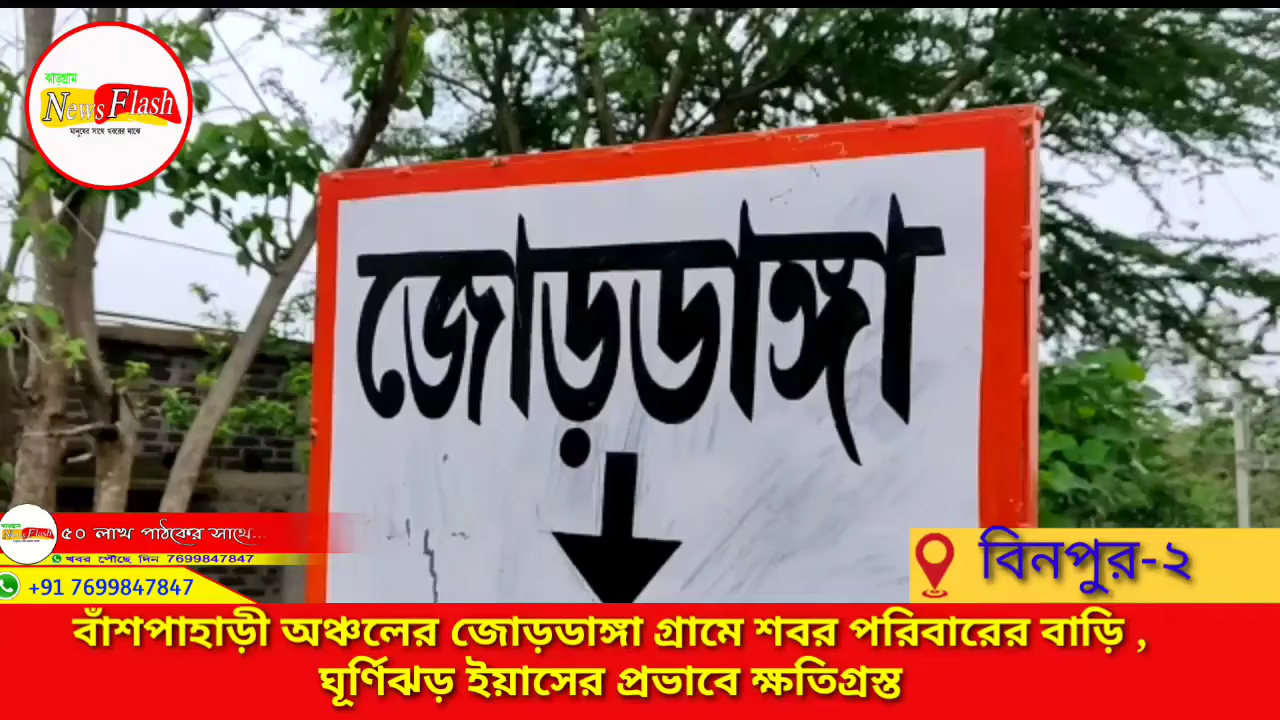 ঝাড়গ্রাম
News Flash
মানুষের সাথে খবরের মাঝে
জোড়ডাঙ্গা
৫০ লাখ পাঠকের সাথে...
খবর পৌঁছে দিন 7699847847
+91 7699847847
বিনপুর-২
বাঁশপাহাড়ী অঞ্চলের জোড়ডাঙ্গা গ্রামে শবর পরিবারের বাড়ি ,
ঘূর্ণিঝড় ইয়াসের প্রভাবে ক্ষতিগ্রস্ত